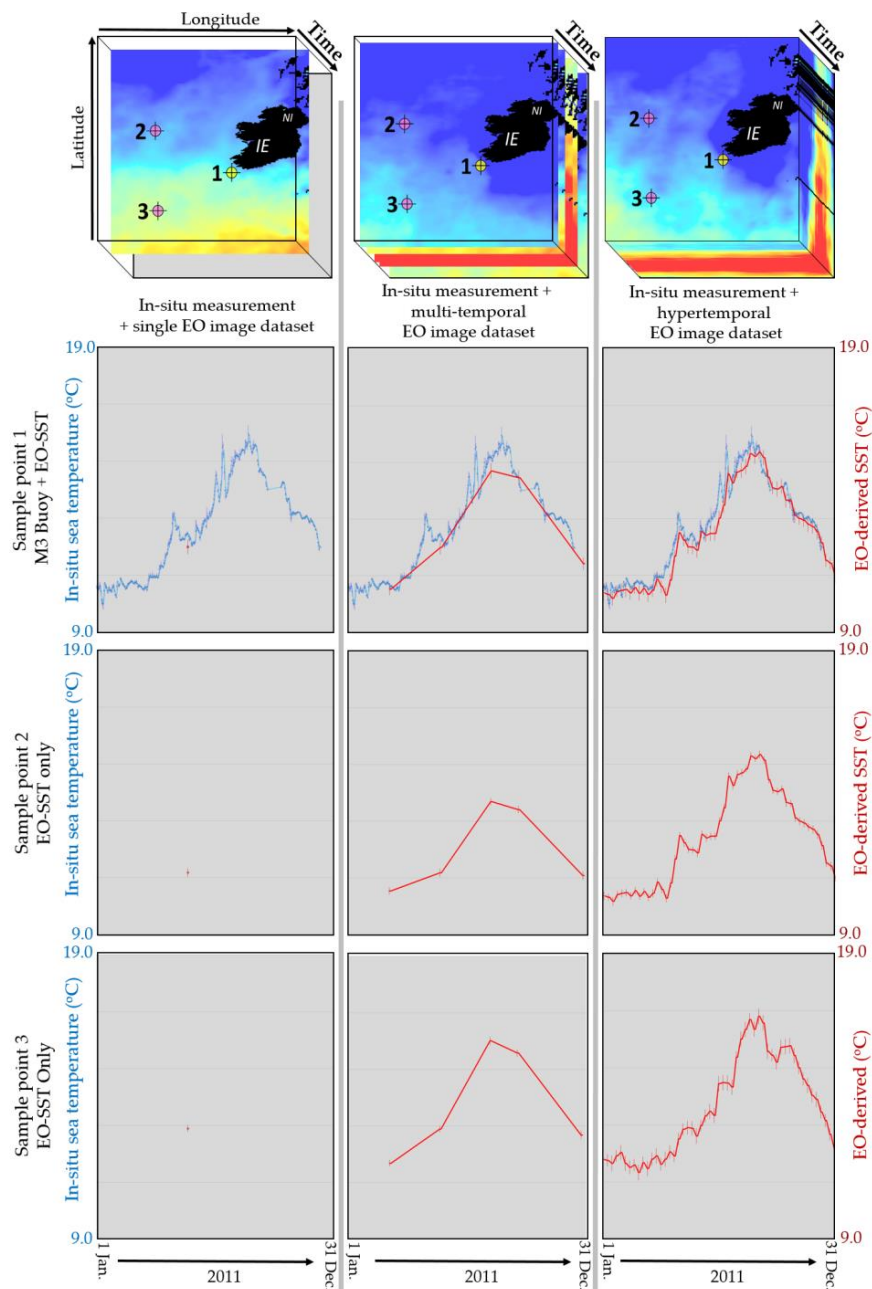 Longitude
Time
Time
Time
Latitude
2
NI
IE
1
3
2
NI
IE
1
3
2
NI
IE
1
3
In-situ measurement
+ single EO image dataset
In-situ measurement +
multi-temporal
EO image dataset
In-situ measurement +
hypertemporal
EO image dataset
Sample point 1
M3 Buoy + EO-SST
In-situ sea temperature (°C)
19.0
9.0
19.0
EO-derived SST (°C)
9.0
Sample point 2
EO-SST only
In-situ sea temperature (°C)
19.0
9.0
19.0
EO-derived SST (°C)
9.0
Sample point 3
EO-SST Only
In-situ sea temperature (°C)
19.0
9.0
19.0
EO-derived (°C)
9.0
1 Jan.
2011
31 Dec.
1 Jan.
2011
31 Dec.
1 Jan.
2011
31 Dec.